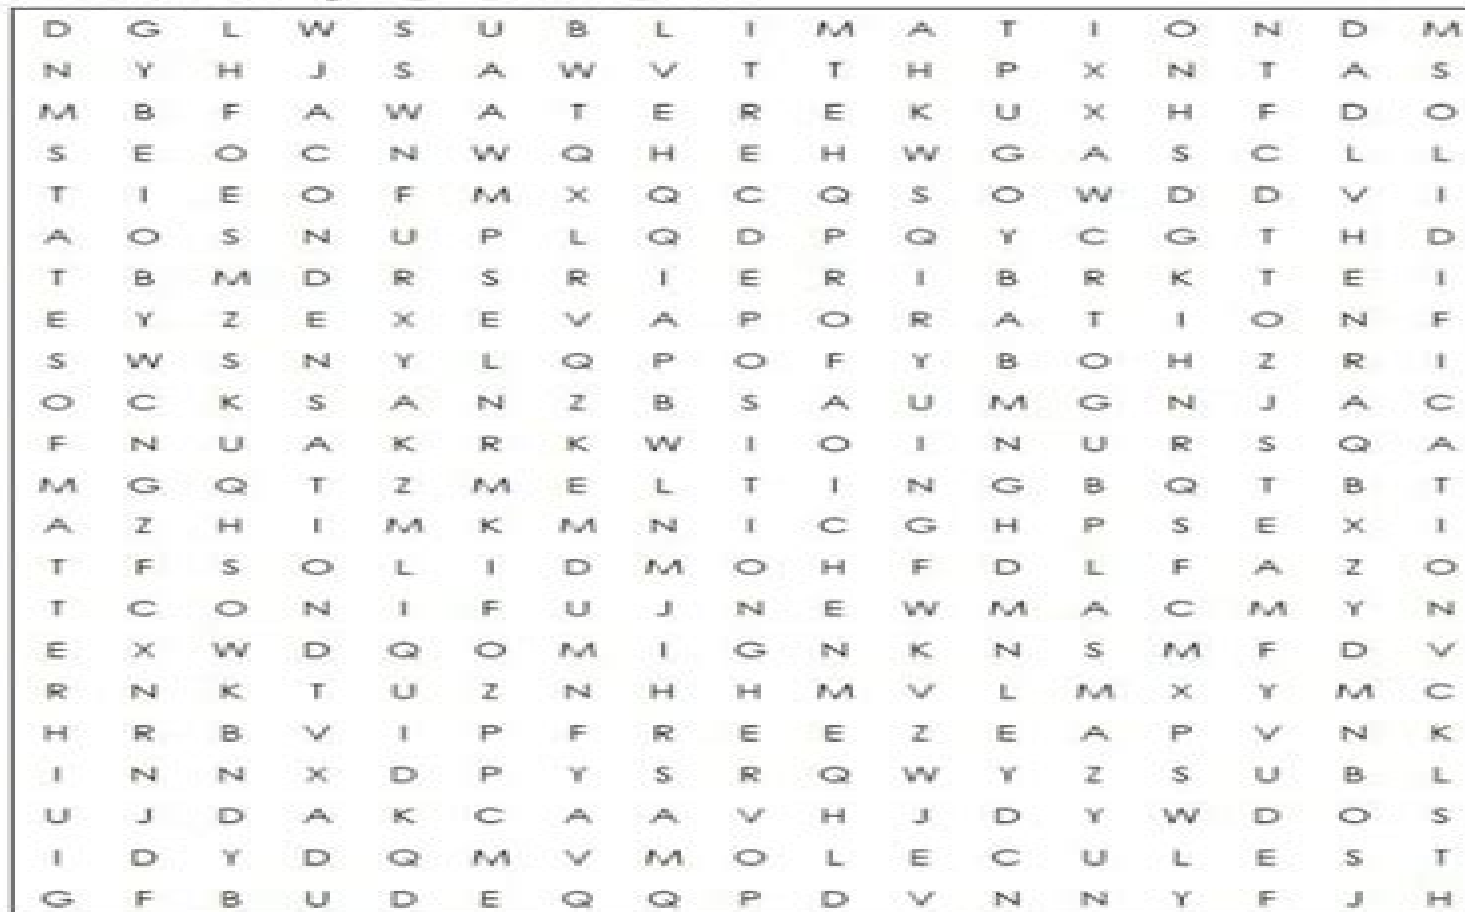 D G L W S U B L I M A T I O N D M
N Y H J S A W V T T H P X N T A S
M B F A W A T E R E K U X H F D O
S E O C N W Q H E H W G A S C L L
T I E O F M X Q C Q S O W D D V I
A O S N U P L Q D P Q Y C G T H D
T B M D R S R I E R I B R K T E I
E Y Z E X E V A P O R A T I O N F
S W S N Y L Q P O F Y B O H Z R I
O C K S A N Z B S A U M G N J A C
F N U A K R K W I O I N U R S Q A
M G Q T Z M E L T I N G B Q T B T
A Z H I M K M N I C G H P S E X I
T F S O L I D M O H F D L F A Z O
T C O N I F U J N E W M A C M Y N
E X W D Q O M I G N K N S M F D V
R N K T U Z N H H M V L M X Y M C
H R B V I P F R E E Z E A P V N K
I N N X D P Y S R Q W Y Z S U B L
U J D A K C A A V H J D Y W D O S
I D Y D Q M V M O L E C U L E S T
G F B U D E Q Q P D V N N Y F J H